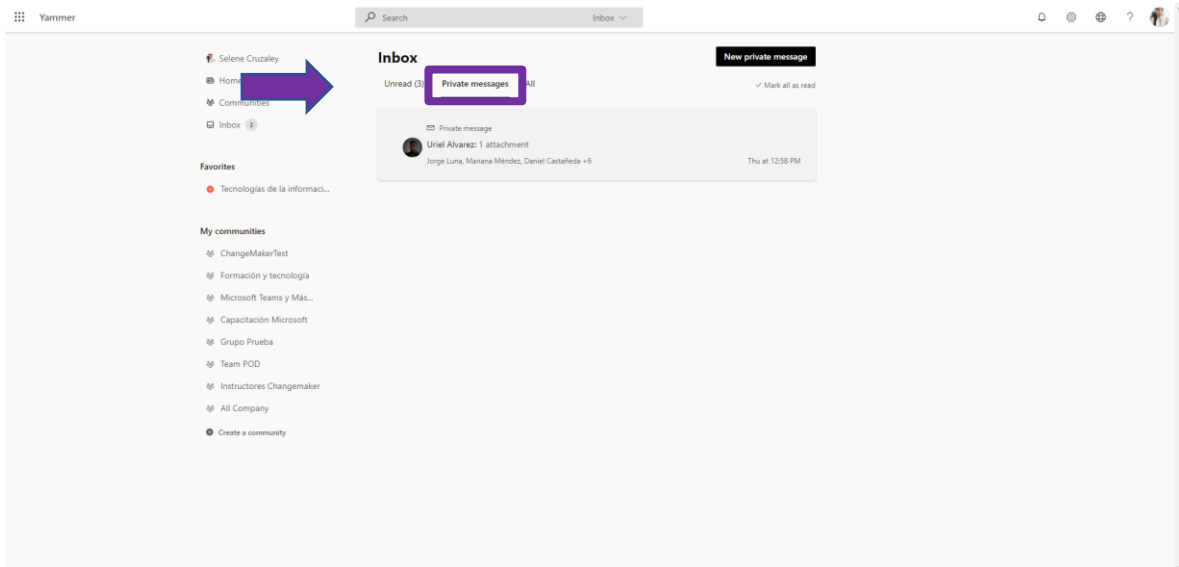 Yammer
Search
Inbox
?
Selene Cruzaley
Home
Communities
Inbox 3
Favorites
Tecnologías de la informaci...
My communities
ChangeMakerTest
Formación y tecnología
Microsoft Teams y Más...
Capacitación Microsoft
Grupo Prueba
Team POD
Instructores Changemaker
All Company
Create a community
Inbox
New private message
Unread (3) Private messages All
Mark all as read
Private message
Uriel Alvarez: 1 attachment
Jorge Luna, Mariana Méndez, Daniel Castañeda +6
Thu at 12:58 PM